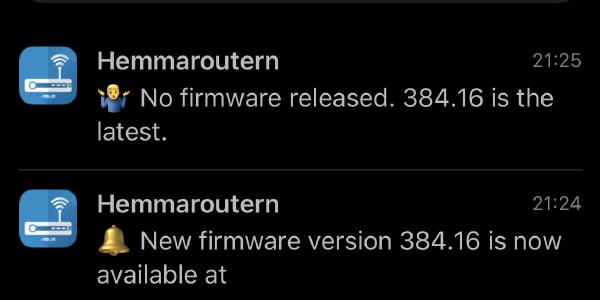 Hemmaroutern 21:25
🤷‍♂️ No firmware released. 384.16 is the
latest.
Hemmaroutern 21:24
🔔 New firmware version 384.16 is now
available at